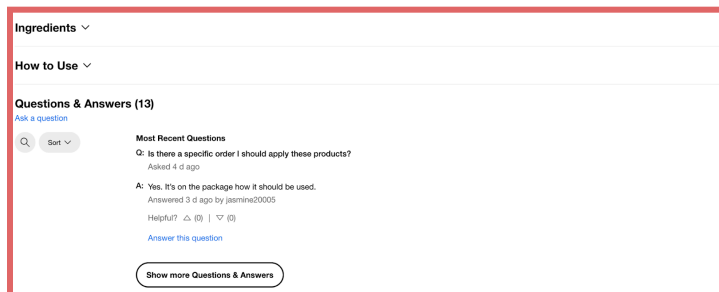 Ingredients
How to Use
Questions & Answers (13)
Ask a question
Sort
Most Recent Questions
Q: Is there a specific order I should apply these products?
Asked 4 d ago
A: Yes. It's on the package how it should be used.
Answered 3 d ago by jasmine20005
Helpful? (0) | (0)
Answer this question
Show more Questions & Answers